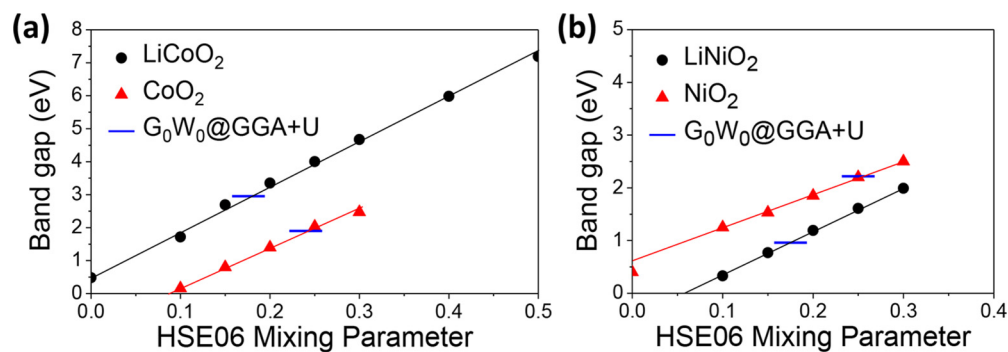 (a)
8
7
6
5
4
3
2
1
0
Band gap (eV)
LiCoO₂
CoO₂
G₀W₀@GGA+U
0.0 0.1 0.2 0.3 0.4 0.5
HSE06 Mixing Parameter
(b)
5
4
3
2
1
0
Band gap (eV)
LiNiO₂
NiO₂
G₀W₀@GGA+U
0.0 0.1 0.2 0.3 0.4
HSE06 Mixing Parameter